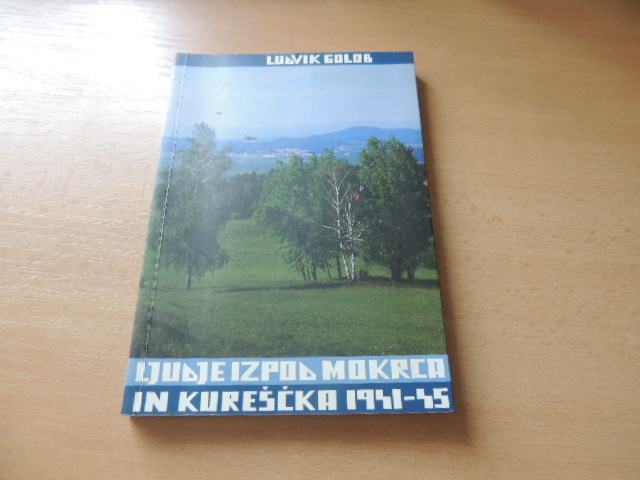 LUDVIK GOLOB
LJUDJE IZPOD MOKRCA
IN KUREŠČKA 1941-45